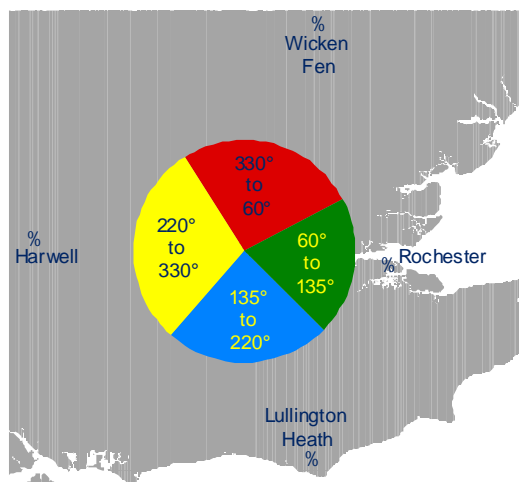 %
Wicken
Fen
330°
to
60°
220°
to
330°
60°
to
135°
%
Harwell
% Rochester
135°
to
220°
Lullington
Heath
%